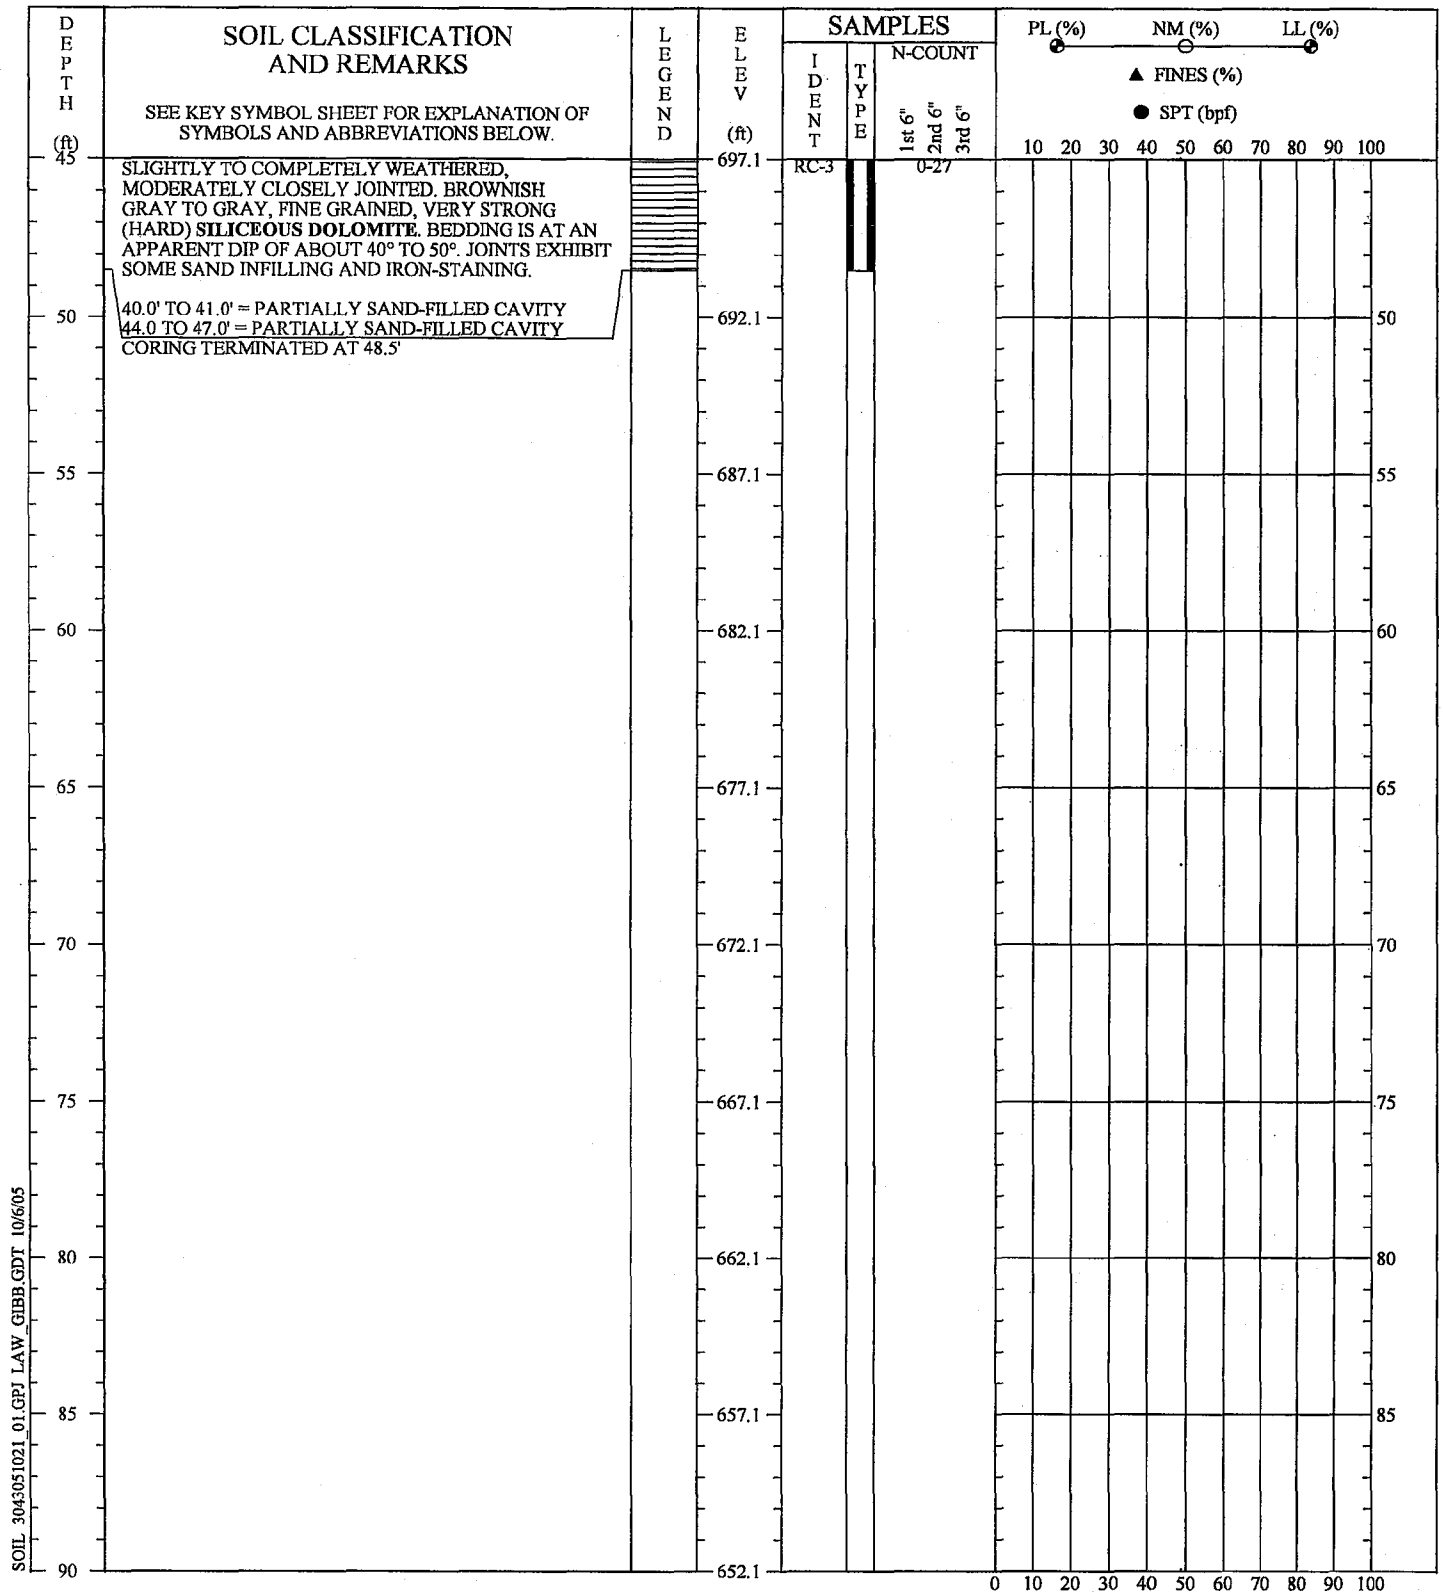 DEPTH (ft)
SOIL CLASSIFICATION
AND REMARKS
SEE KEY SYMBOL SHEET FOR EXPLANATION OF
SYMBOLS AND ABBREVIATIONS BELOW.
LEGEND
ELEV (ft)
SAMPLES
IDENT
TYPE
N-COUNT
1st 6"
2nd 6"
3rd 6"
PL (%) NM (%) LL (%)
▲ FINES (%)
● SPT (bpf)
10 20 30 40 50 60 70 80 90 100
45 697.1 RC-3 0-27
SLIGHTLY TO COMPLETELY WEATHERED,
MODERATELY CLOSELY JOINTED. BROWNISH
GRAY TO GRAY, FINE GRAINED, VERY STRONG
(HARD) SILICEOUS DOLOMITE. BEDDING IS AT AN
APPARENT DIP OF ABOUT 40° TO 50°. JOINTS EXHIBIT
SOME SAND INFILLING AND IRON-STAINING.
40.0' TO 41.0' = PARTIALLY SAND-FILLED CAVITY
50 692.1 50
44.0 TO 47.0' = PARTIALLY SAND-FILLED CAVITY
CORING TERMINATED AT 48.5'
55 687.1 55
60 682.1 60
65 677.1 65
70 672.1 70
75 667.1 75
80 662.1 80
85 657.1 85
90 652.1
0 10 20 30 40 50 60 70 80 90 100
SOIL 3043051021_01.GPJ LAW_GIBB.GDT 10/6/05